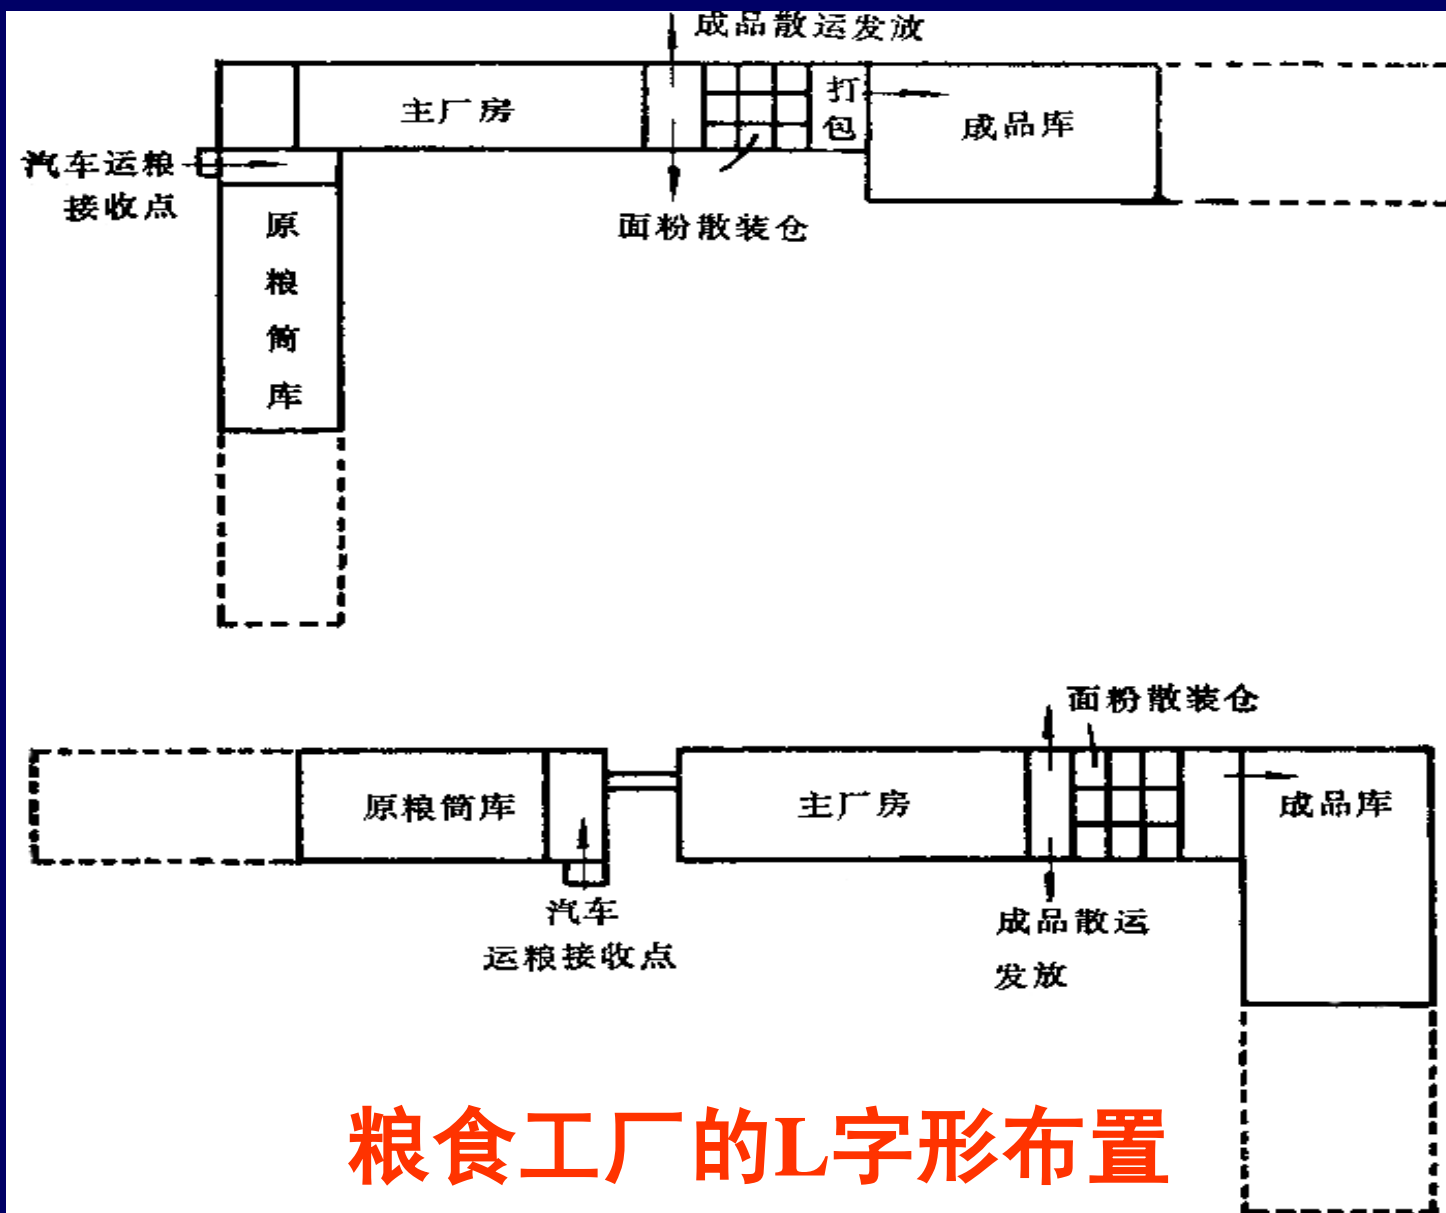 成品散运发放
主厂房
打包
成品库
汽车运粮
接收点
面粉散装仓
原粮筒库
面粉散装仓
原粮筒库
主厂房
成品库
汽车
运粮接收点
成品散运
发放
粮食工厂的L字形布置